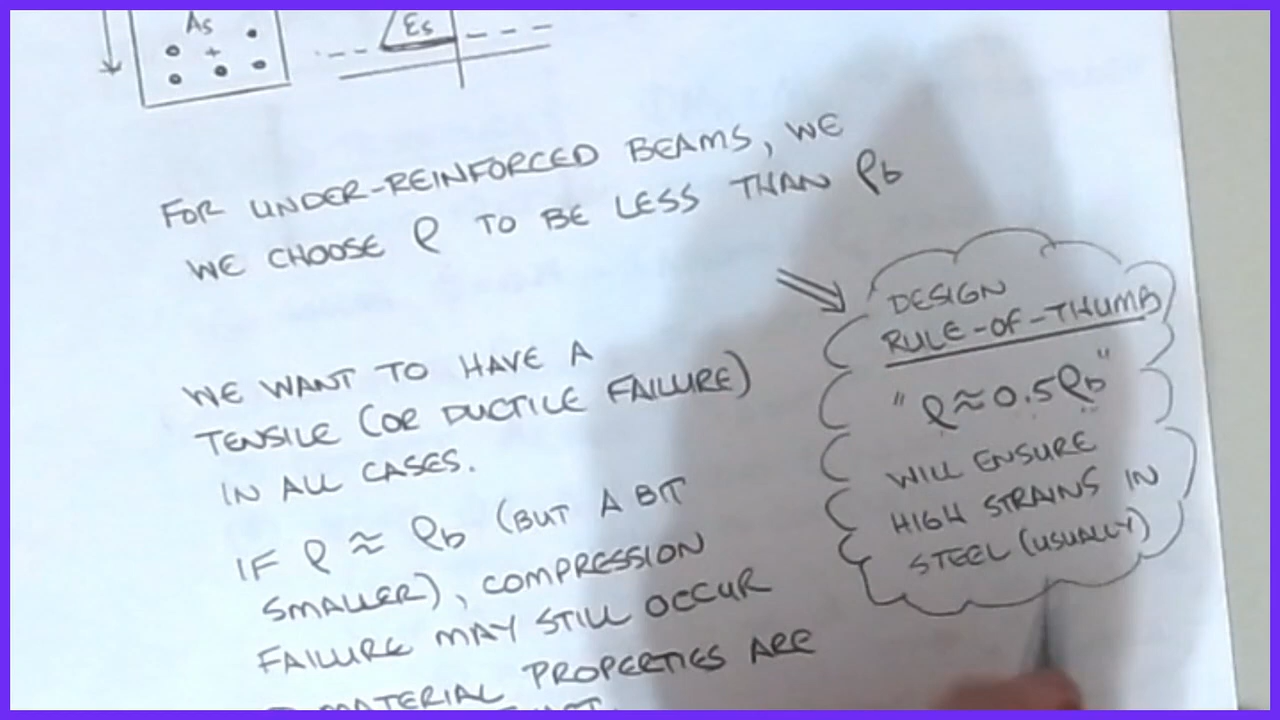 As
Es
FOR UNDER-REINFORCED BEAMS, WE
WE CHOOSE ρ TO BE LESS THAN ρb
WE WANT TO HAVE A
TENSILE (OR DUCTILE FAILURE)
IN ALL CASES.
IF ρ ≈ ρb (BUT A BIT
SMALLER), COMPRESSION
FAILURE MAY STILL OCCUR
MATERIAL PROPERTIES ARE
DESIGN
RULE-OF-THUMB
"ρ≈0.5ρb"
WILL ENSURE
HIGH STRAINS IN
STEEL (USUALLY)